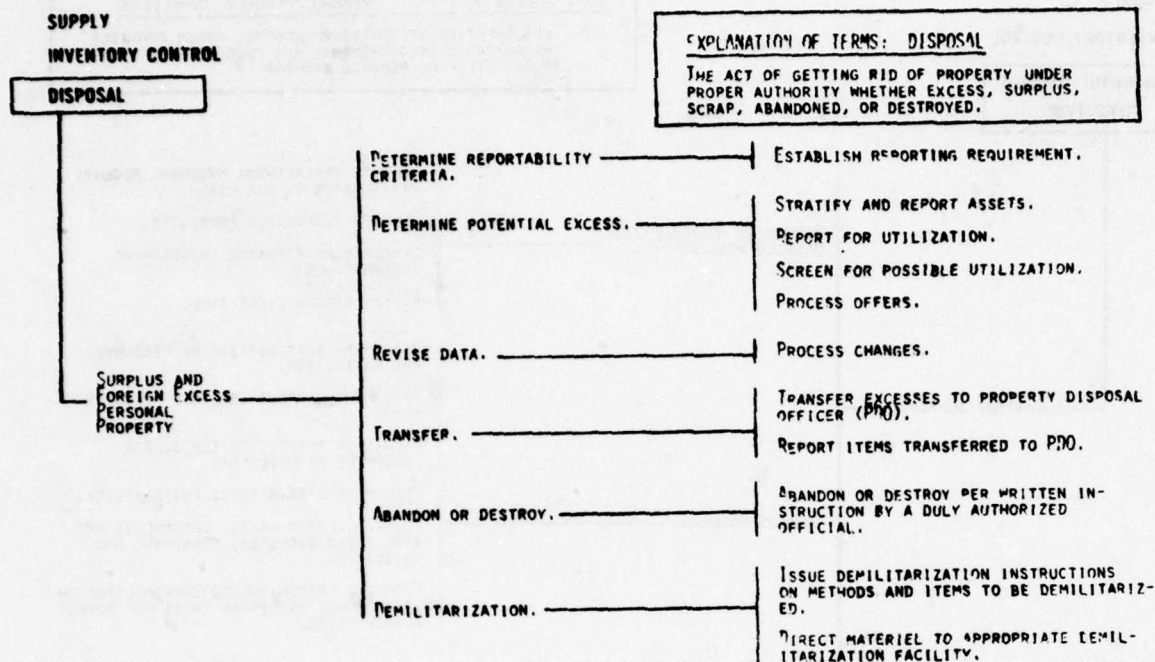 SUPPLY
INVENTORY CONTROL
DISPOSAL
EXPLANATION OF TERMS: DISPOSAL
THE ACT OF GETTING RID OF PROPERTY UNDER
PROPER AUTHORITY WHETHER EXCESS, SURPLUS,
SCRAP, ABANDONED, OR DESTROYED.
SURPLUS AND
FOREIGN EXCESS
PERSONAL
PROPERTY
DETERMINE REPORTABILITY
CRITERIA.
ESTABLISH REPORTING REQUIREMENT.
DETERMINE POTENTIAL EXCESS.
STRATIFY AND REPORT ASSETS.
REPORT FOR UTILIZATION.
SCREEN FOR POSSIBLE UTILIZATION.
PROCESS OFFERS.
REVISE DATA.
PROCESS CHANGES.
TRANSFER.
TRANSFER EXCESSES TO PROPERTY DISPOSAL
OFFICER (PDO).
REPORT ITEMS TRANSFERRED TO PDO.
ABANDON OR DESTROY.
ABANDON OR DESTROY PER WRITTEN IN-
STRUCTION BY A DULY AUTHORIZED
OFFICIAL.
DEMILITARIZATION.
ISSUE DEMILITARIZATION INSTRUCTIONS
ON METHODS AND ITEMS TO BE DEMILITARIZ-
ED.
DIRECT MATERIEL TO APPROPRIATE DEMIL-
ITARIZATION FACILITY.